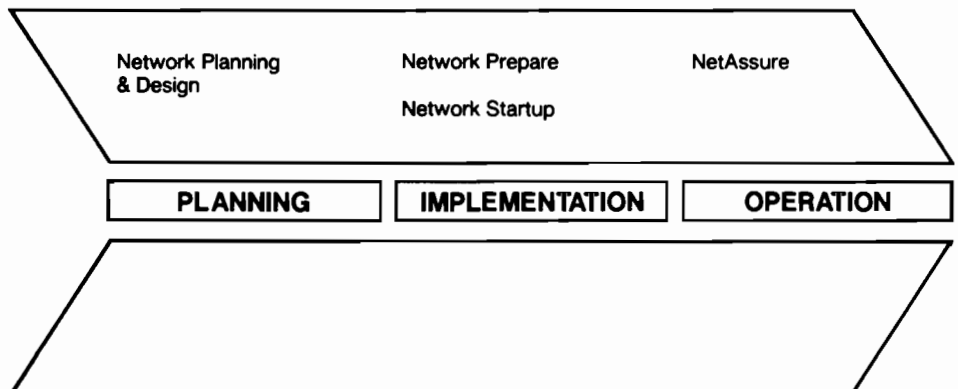 Network Planning
& Design
Network Prepare
Network Startup
NetAssure
PLANNING
IMPLEMENTATION
OPERATION